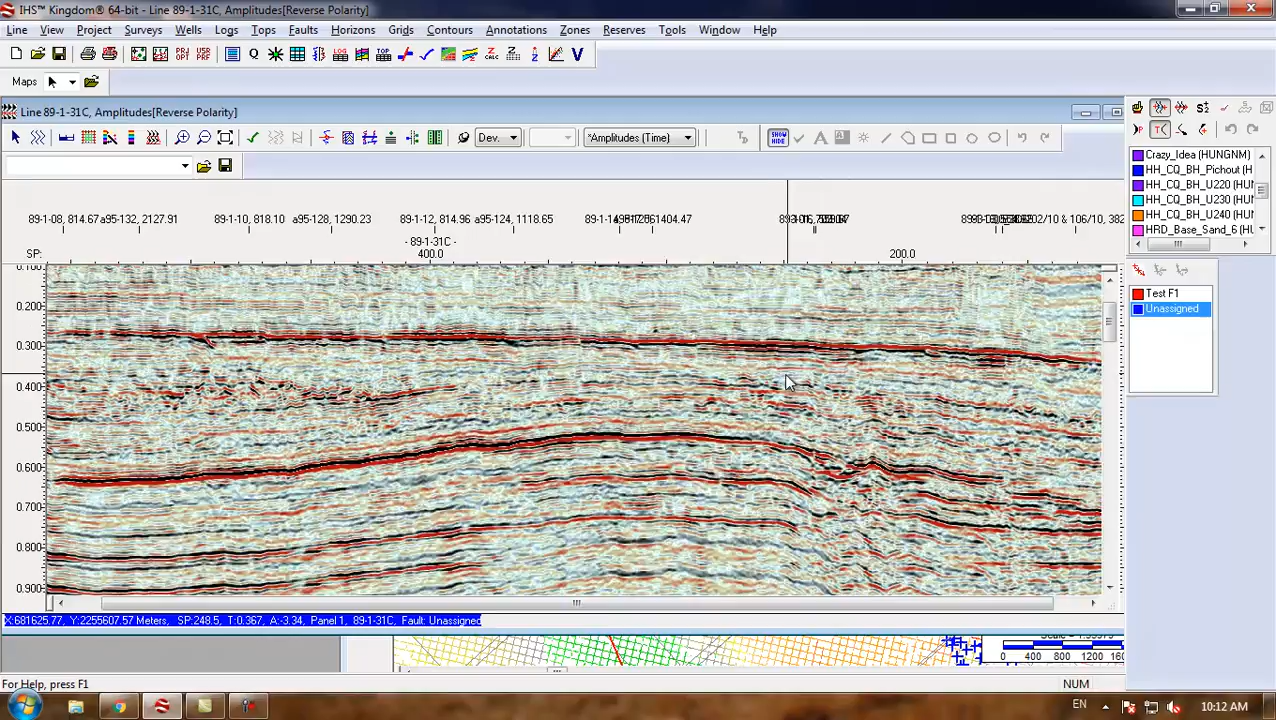 IHS™ Kingdom® 64-bit - Line 89-1-31C, Amplitudes[Reverse Polarity]
Line View Project Surveys Wells Logs Tops Faults Horizons Grids Contours Annotations Zones Reserves Tools Window Help
Maps
Line 89-1-31C, Amplitudes[Reverse Polarity]
Dev. *Amplitudes (Time) SHOW HIDE
Crazy_Idea (HUNGNM)
HH_CQ_BH_Pichout (H
HH_CQ_BH_U220 (HU
HH_CQ_BH_U230 (HU
HH_CQ_BH_U240 (HU
HRD_Base_Sand_6 (HU
89-1-08, 814.67 a95-132, 2127.91 89-1-10, 818.10 a95-128, 1290.23 89-1-12, 814.96 a95-124, 1118.65
- 89-1-31C -
SP: 400.0 200.0
0.100
0.200
0.300
0.400
0.500
0.600
0.700
0.800
0.900
Test F1
Unassigned
X:681625.77, Y:2255607.57 Meters, SP:248.5, T:0.367, A:-3.34, Panel 1, 89-1-31C, Fault: Unassigned
0 400 800 1200
For Help, press F1 NUM
EN 10:12 AM